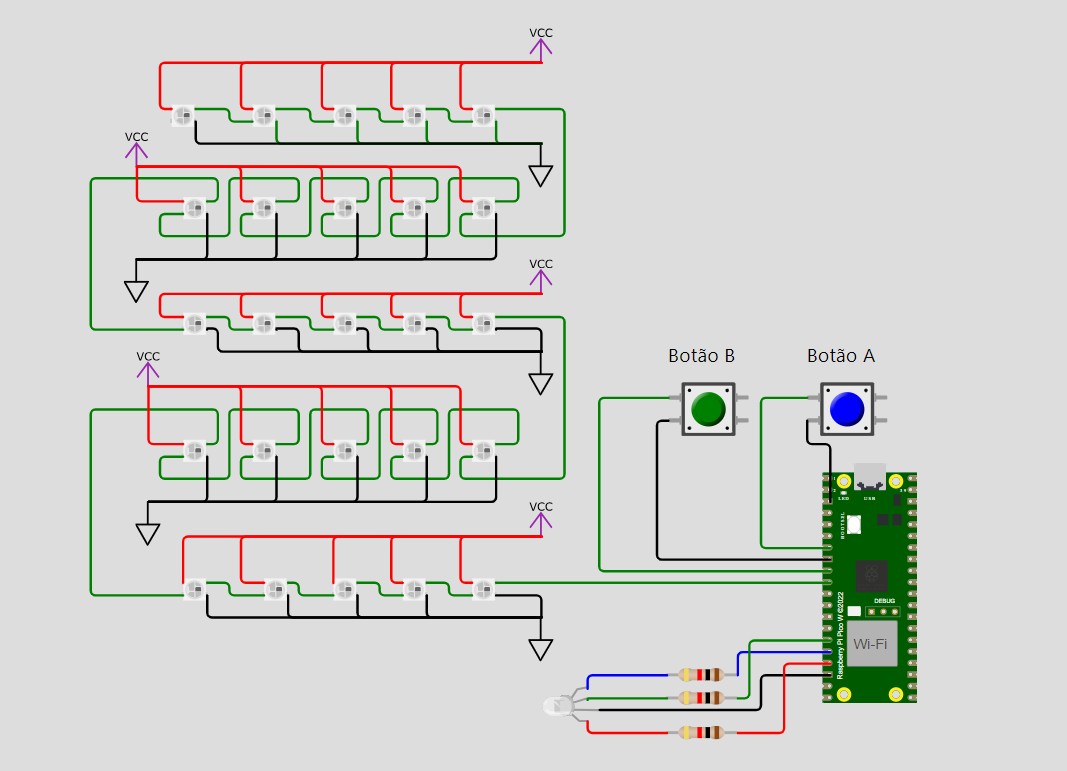 VCC
VCC
VCC
Botão B
Botão A
VCC
LED
USB
BOOTSEL
VCC
DEBUG
Raspberry Pi Pico W ©2022
Wi-Fi